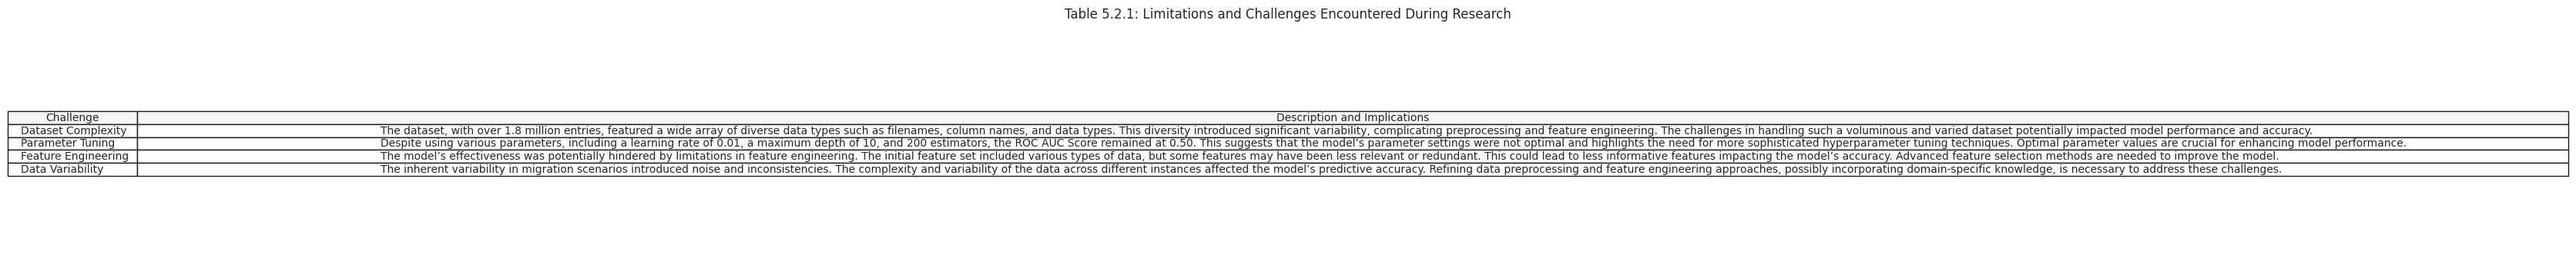 Table 5.2.1: Limitations and Challenges Encountered During Research
Challenge Description and Implications
Dataset Complexity The dataset, with over 1.8 million entries, featured a wide array of diverse data types such as filenames, column names, and data types. This diversity introduced significant variability, complicating preprocessing and feature engineering. The challenges in handling such a voluminous and varied dataset potentially impacted model performance and accuracy.
Parameter Tuning Despite using various parameters, including a learning rate of 0.01, a maximum depth of 10, and 200 estimators, the ROC AUC Score remained at 0.50. This suggests that the model’s parameter settings were not optimal and highlights the need for more sophisticated hyperparameter tuning techniques. Optimal parameter values are crucial for enhancing model performance.
Feature Engineering The model’s effectiveness was potentially hindered by limitations in feature engineering. The initial feature set included various types of data, but some features may have been less relevant or redundant. This could lead to less informative features impacting the model’s accuracy. Advanced feature selection methods are needed to improve the model.
Data Variability The inherent variability in migration scenarios introduced noise and inconsistencies. The complexity and variability of the data across different instances affected the model’s predictive accuracy. Refining data preprocessing and feature engineering approaches, possibly incorporating domain-specific knowledge, is necessary to address these challenges.